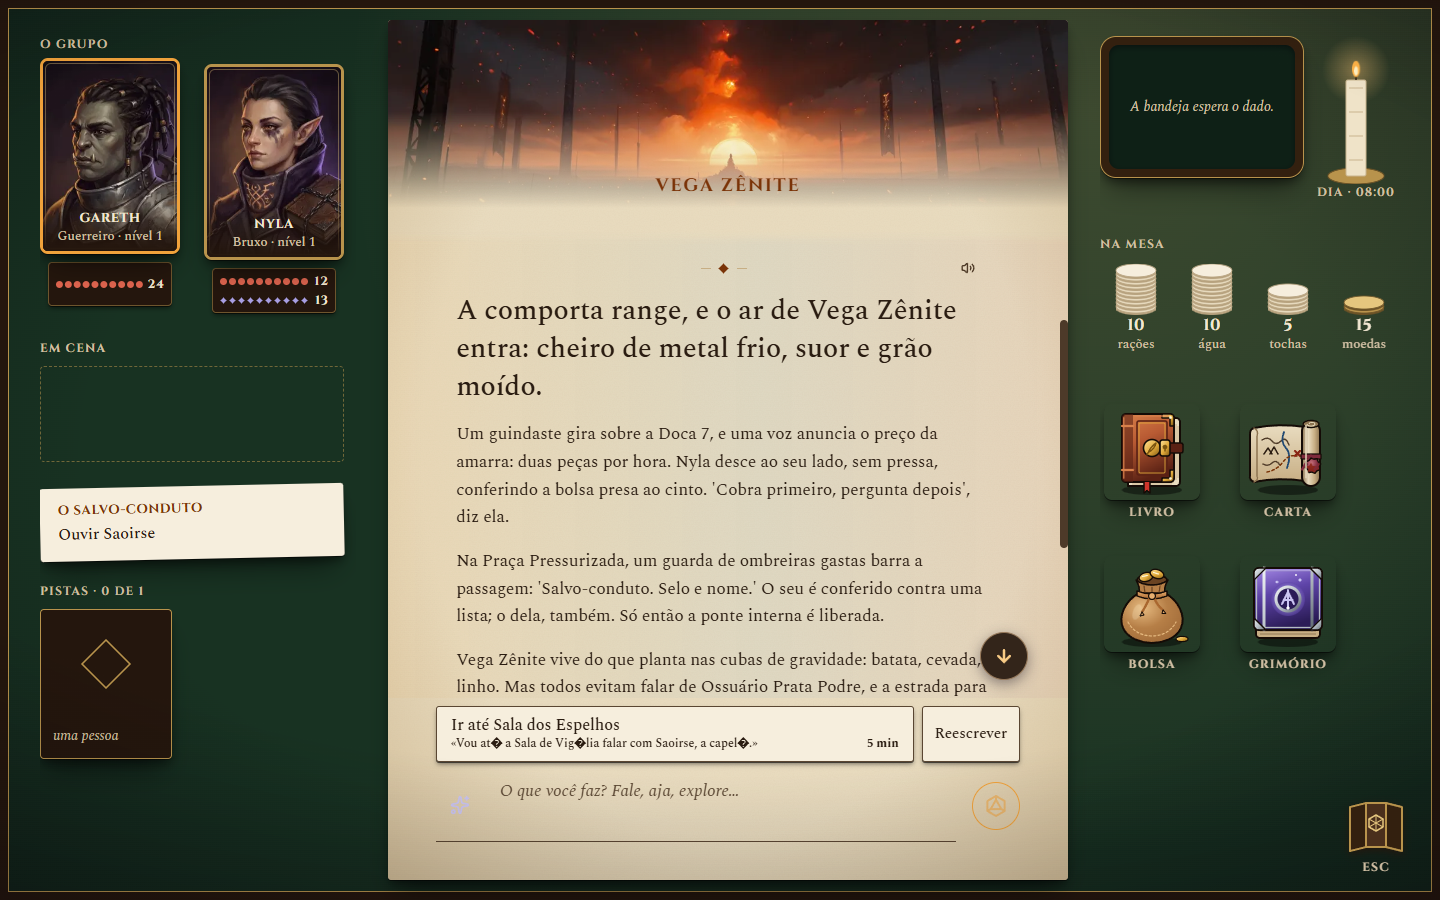 O GRUPO
GARETH
Guerreiro · nível 1
24
NYLA
Bruxo · nível 1
12
13
EM CENA
O SALVO-CONDUTO
Ouvir Saoirse
PISTAS · 0 DE 1
uma pessoa
VEGA ZÊNITE
A comporta range, e o ar de Vega Zênite
entra: cheiro de metal frio, suor e grão
moído.
Um guindaste gira sobre a Doca 7, e uma voz anuncia o preço da
amarra: duas peças por hora. Nyla desce ao seu lado, sem pressa,
conferindo a bolsa presa ao cinto. 'Cobra primeiro, pergunta depois',
diz ela.
Na Praça Pressurizada, um guarda de ombreiras gastas barra a
passagem: 'Salvo-conduto. Selo e nome.' O seu é conferido contra uma
lista; o dela, também. Só então a ponte interna é liberada.
Vega Zênite vive do que planta nas cubas de gravidade: batata, cevada,
linho. Mas todos evitam falar de Ossuário Prata Podre, e a estrada para
Ir até Sala dos Espelhos
«Vou at� a Sala de Vig�lia falar com Saoirse, a capel�.»
5 min
Reescrever
O que você faz? Fale, aja, explore...
A bandeja espera o dado.
DIA · 08:00
NA MESA
10
rações
10
água
5
tochas
15
moedas
LIVRO
CARTA
BOLSA
GRIMÓRIO
ESC